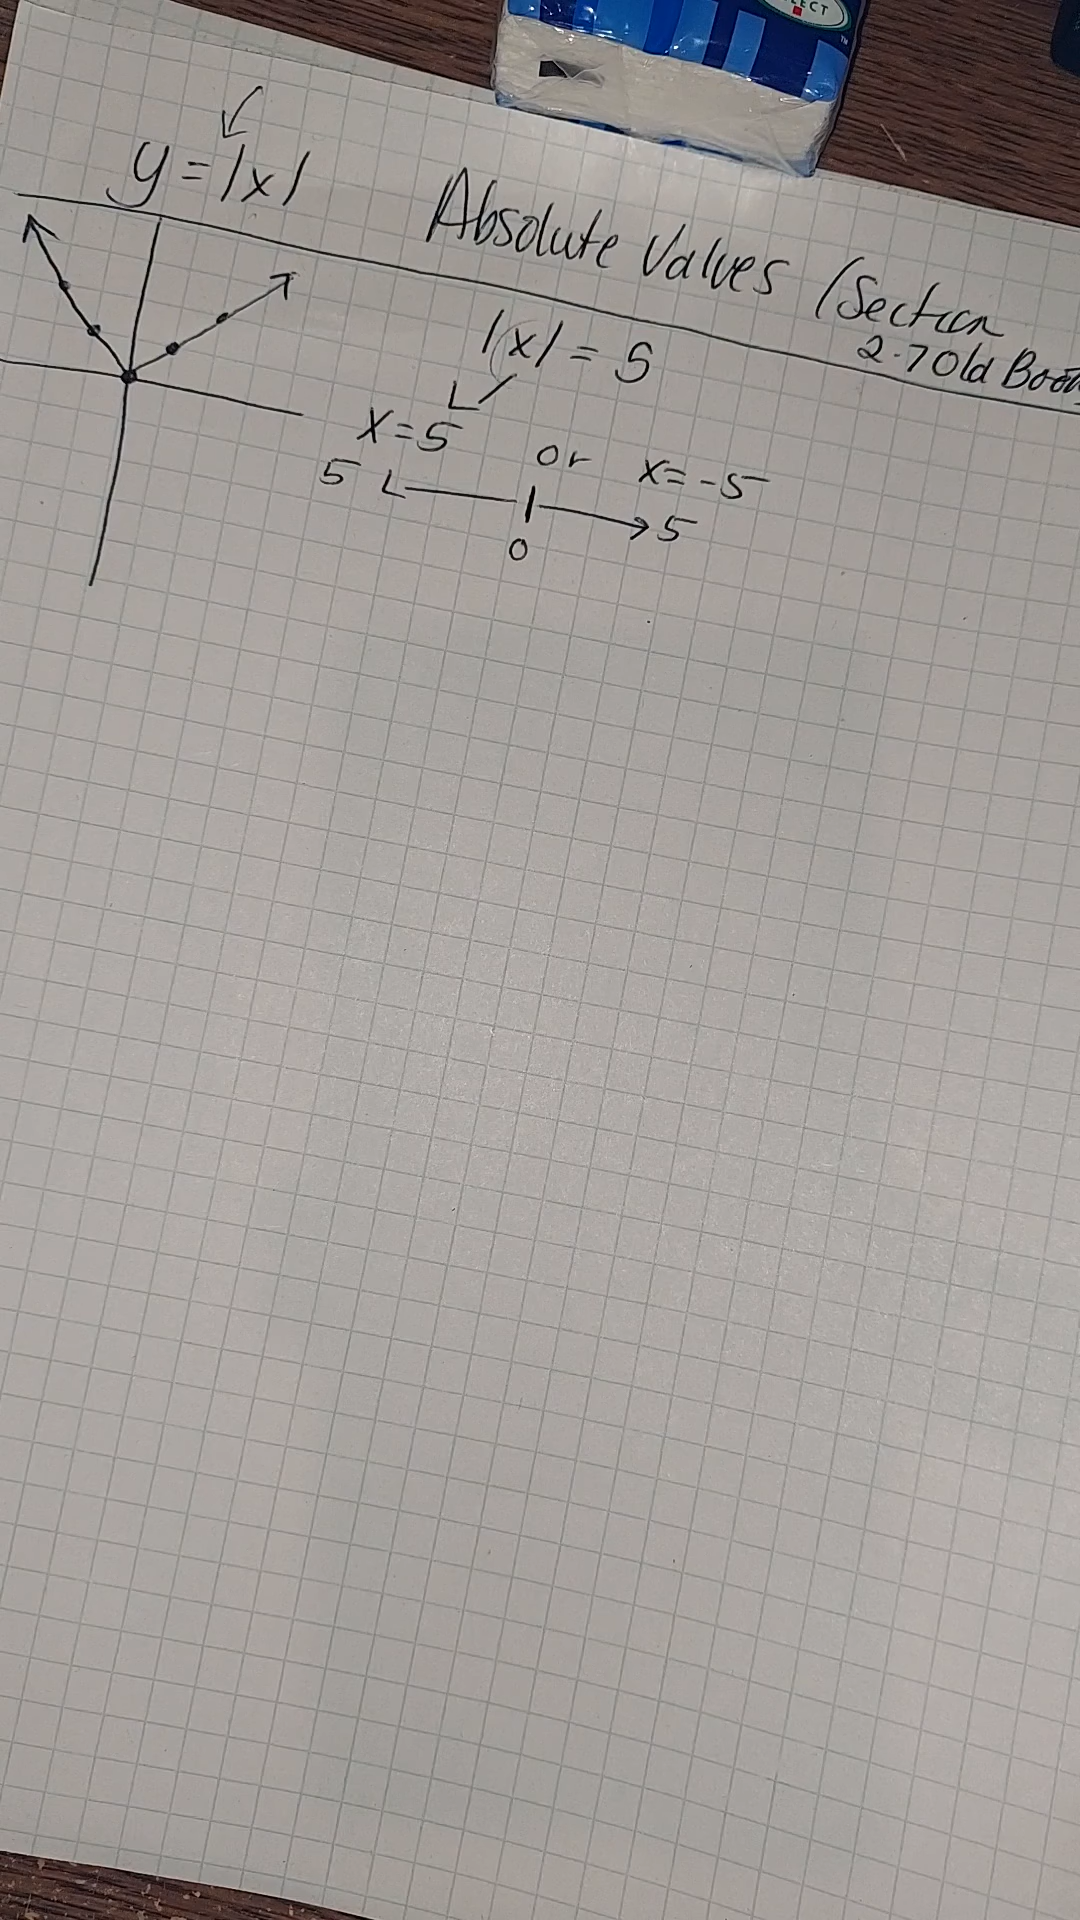 y = |x|
Absolute Values (Section
2.7 Old Book
|x| = 5
x = 5 or x = -5
5 5
0